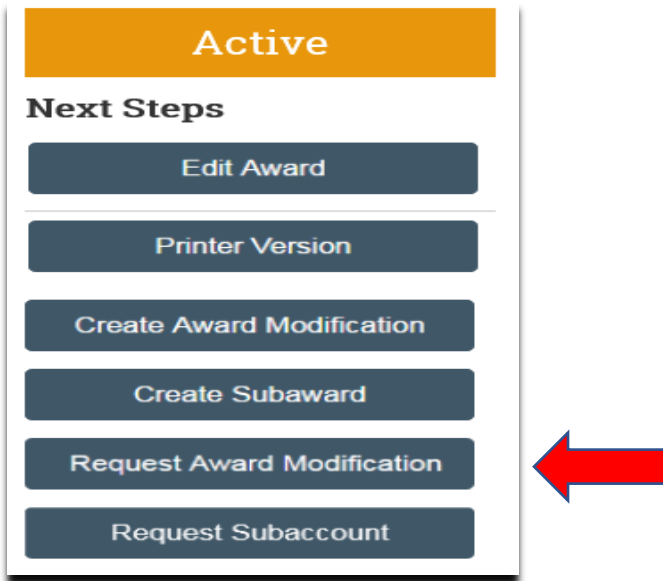 Active
Next Steps
Edit Award
Printer Version
Create Award Modification
Create Subaward
Request Award Modification
Request Subaccount